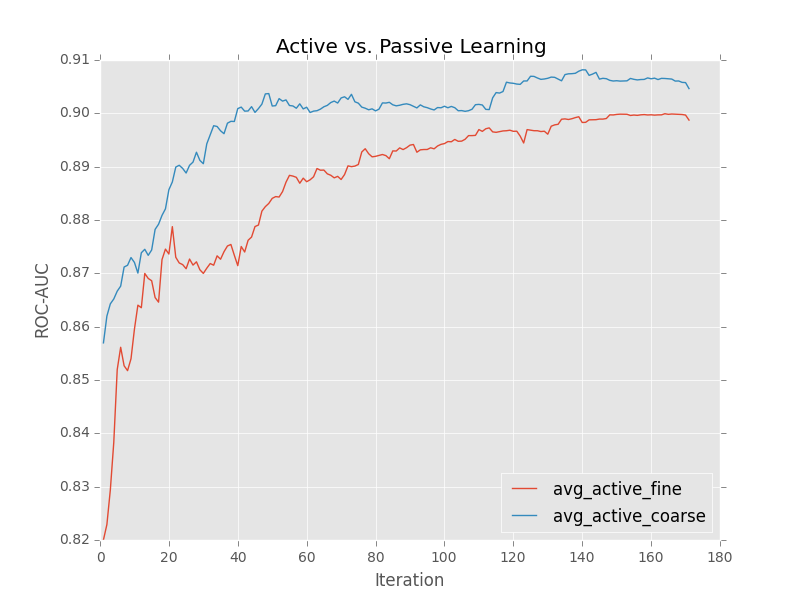 Active vs. Passive Learning
0.91
0.90
0.89
0.88
0.87
0.86
0.85
0.84
0.83
0.82
ROC-AUC
avg_active_fine
avg_active_coarse
0 20 40 60 80 100 120 140 160 180
Iteration